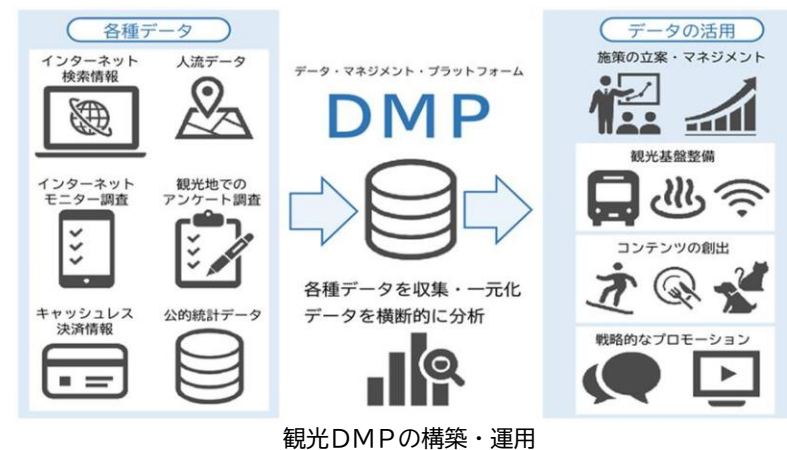 各種データ
インターネット
検索情報
人流データ
インターネット
モニター調査
観光地での
アンケート調査
キャッシュレス
決済情報
公的統計データ
データ・マネジメント・プラットフォーム
DMP
各種データを収集・一元化
データを横断的に分析
データの活用
施策の立案・マネジメント
観光基盤整備
コンテンツの創出
戦略的なプロモーション
観光DMPの構築・運用